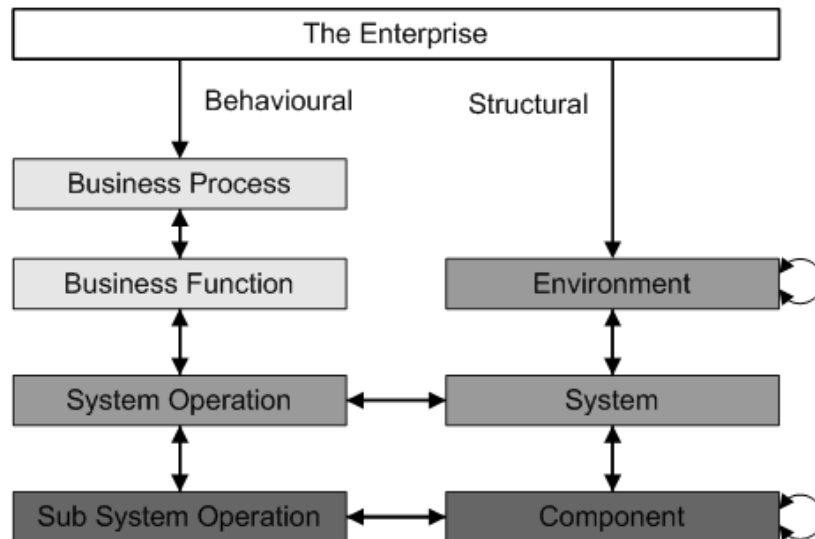 The Enterprise
Behavioural
Structural
Business Process
Business Function
Environment
System Operation
System
Sub System Operation
Component